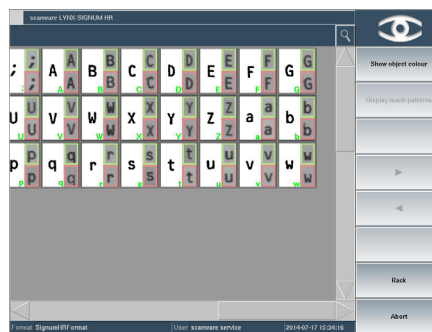 scanware LYNX-SIGNUM HR
Show object colour
Display teach-patterns
; A B C D E F G
U V W X Y Z a b
p q r s t u v w
Back
Abort
Format SignumHRFormat User scanware service 2014-07-17 15:34:16